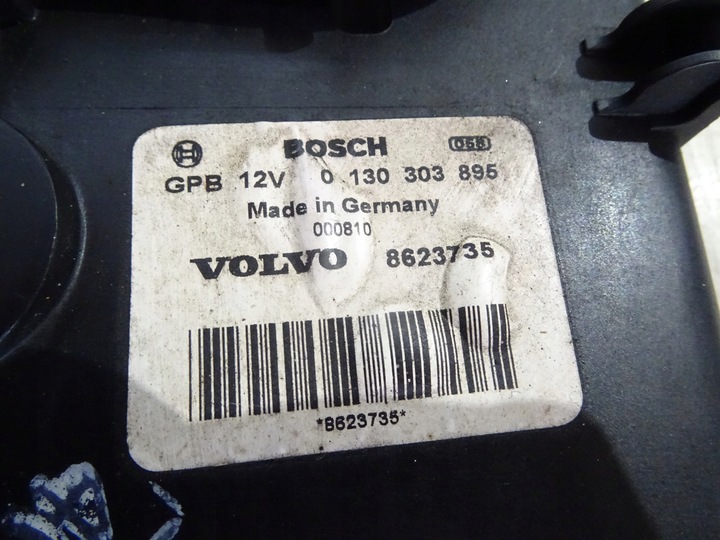 BOSCH 058
GPB 12V 0 130 303 895
Made in Germany
000810
VOLVO 8623735
*8623735*